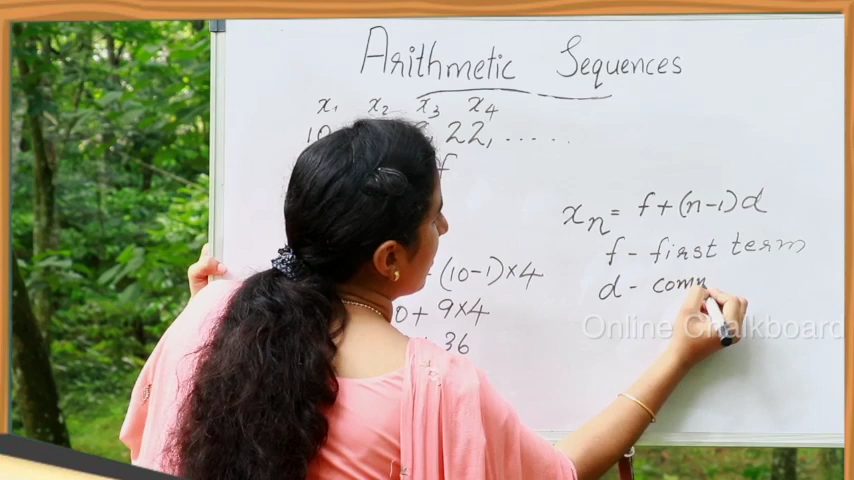 Arithmetic Sequences
x₁ x₂ x₃ x₄
10 22, .....
f
xₙ = f+(n-1)d
f - first term
d - comm
(10-1)×4
0 + 9×4
36
Online Chalkboard